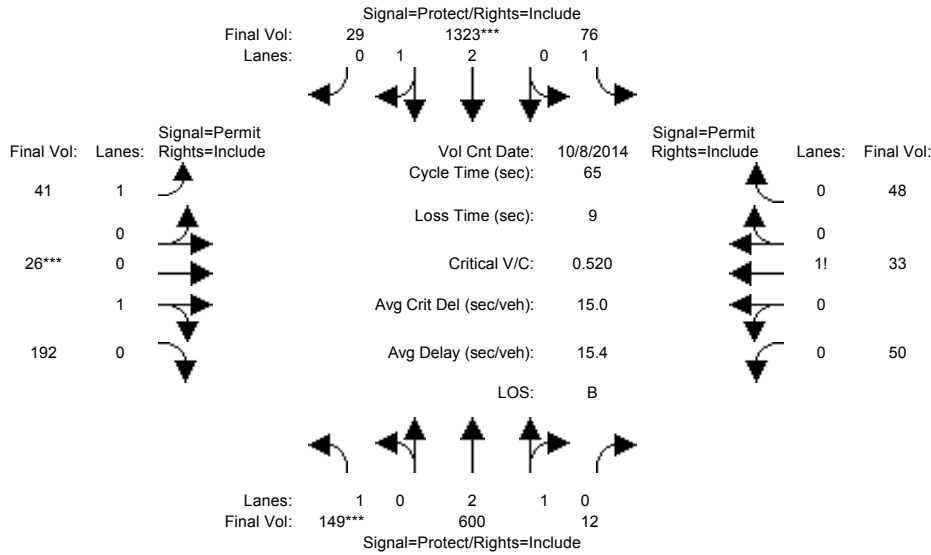 Signal=Protect/Rights=Include
Final Vol: 29 1323*** 76
Lanes: 0 1 2 0 1
Signal=Permit Signal=Permit
Final Vol: Lanes: Rights=Include Vol Cnt Date: 10/8/2014 Rights=Include Lanes: Final Vol:
Cycle Time (sec): 65
41 1 0 48
Loss Time (sec): 9
0 0
26*** 0 Critical V/C: 0.520 1! 33
1 Avg Crit Del (sec/veh): 15.0 0
192 0 Avg Delay (sec/veh): 15.4 0 50
LOS: B
Lanes: 1 0 2 1 0
Final Vol: 149*** 600 12
Signal=Protect/Rights=Include